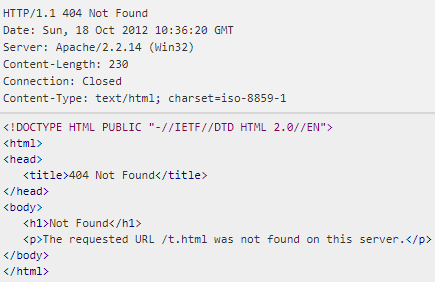 HTTP/1.1 404 Not Found
Date: Sun, 18 Oct 2012 10:36:20 GMT
Server: Apache/2.2.14 (Win32)
Content-Length: 230
Connection: Closed
Content-Type: text/html; charset=iso-8859-1
<!DOCTYPE HTML PUBLIC "-//IETF//DTD HTML 2.0//EN">
<html>
<head>
   <title>404 Not Found</title>
</head>
<body>
   <h1>Not Found</h1>
   <p>The requested URL /t.html was not found on this server.</p>
</body>
</html>